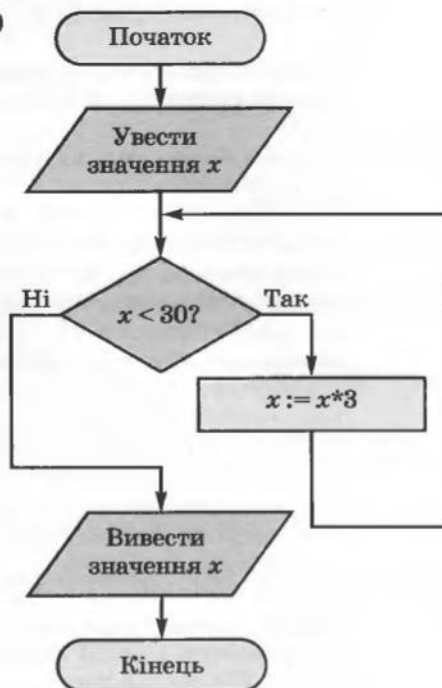 )
Початок
Увести
значення x
x < 30?
Ні
Так
x := x*3
Вивести
значення x
Кінець